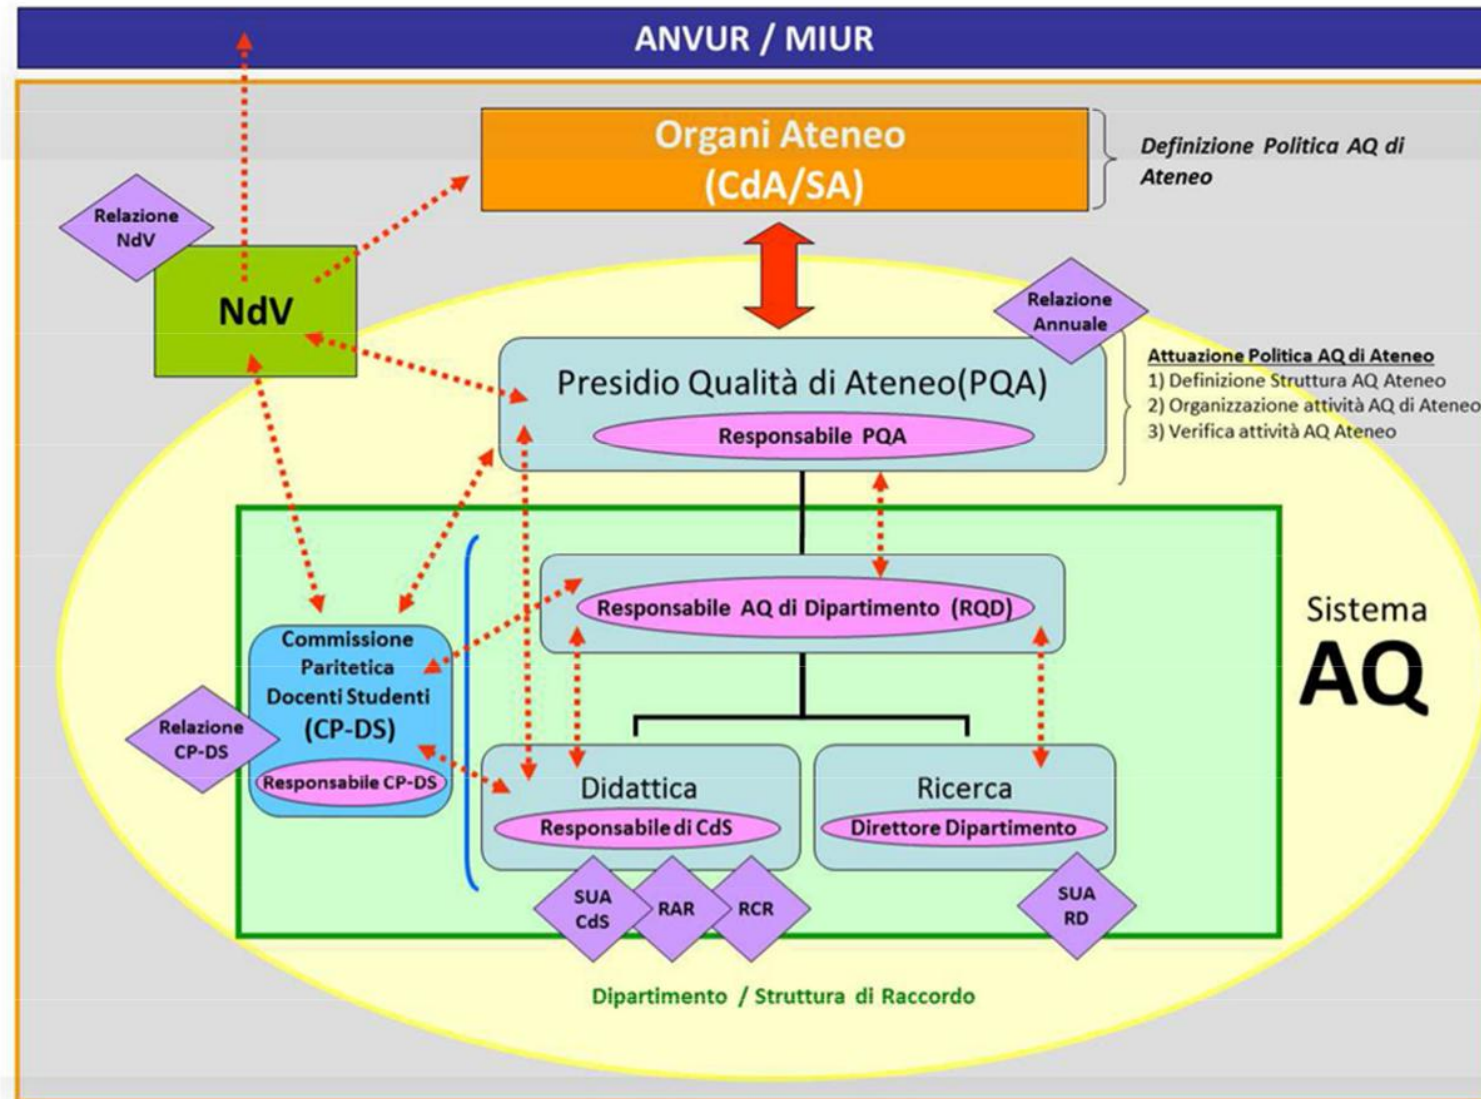 ANVUR / MIUR
Organi Ateneo
(CdA/SA)
Definizione Politica AQ di
Ateneo
Relazione
NdV
NdV
Relazione
Annuale
Presidio Qualità di Ateneo(PQA)
Responsabile PQA
Attuazione Politica AQ di Ateneo
1) Definizione Struttura AQ Ateneo
2) Organizzazione attività AQ di Ateneo
3) Verifica attività AQ Ateneo
Responsabile AQ di Dipartimento (RQD)
Sistema
AQ
Commissione
Paritetica
Docenti Studenti
(CP-DS)
Responsabile CP-DS
Relazione
CP-DS
Didattica
Responsabile di CdS
Ricerca
Direttore Dipartimento
SUA
CdS
RAR
RCR
SUA
RD
Dipartimento / Struttura di Raccordo